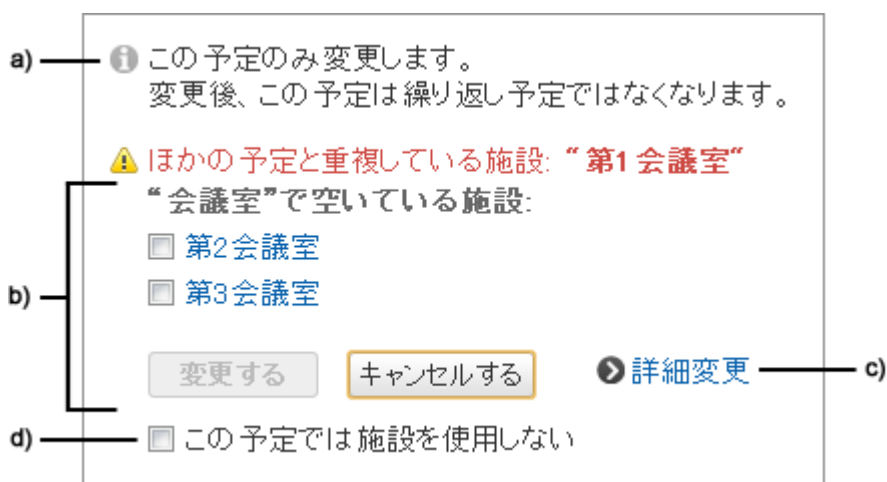 a)
この予定のみ変更します。
変更後、この予定は繰り返し予定ではなくなります。
ほかの予定と重複している施設: “第1会議室“
“会議室”で空いている施設:
第2会議室
b)
第3会議室
変更する
キャンセルする
詳細変更
c)
d)
この予定では施設を使用しない